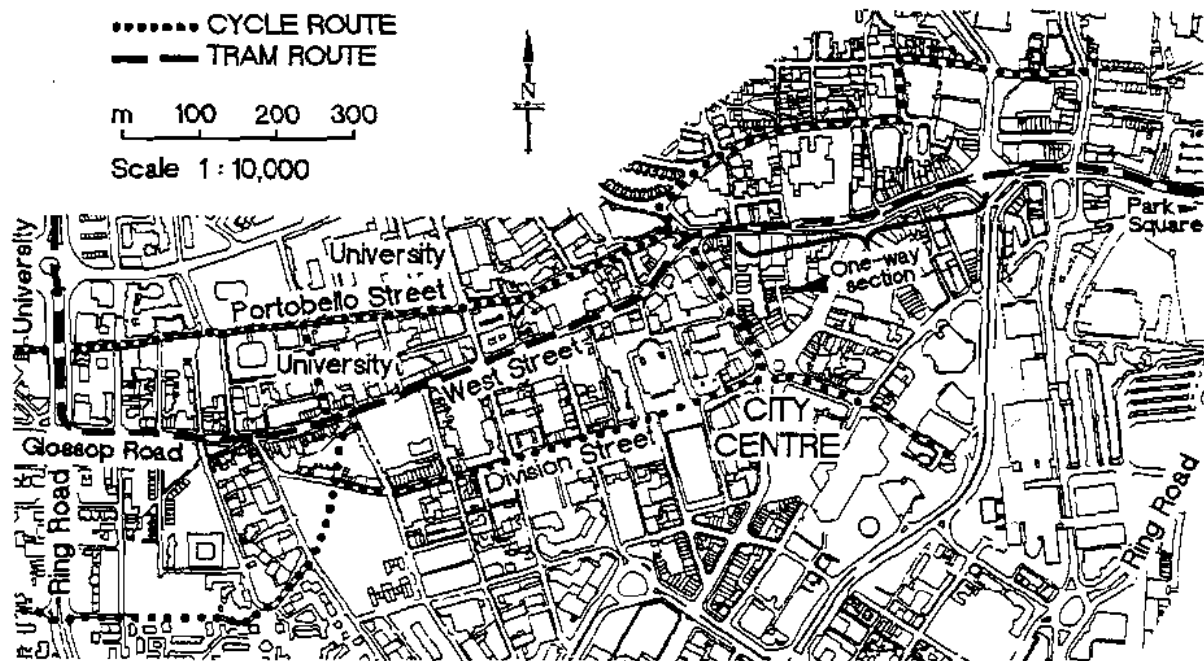 CYCLE ROUTE
TRAM ROUTE
N
m 100 200 300
Scale 1 : 10,000
University
Portobello Street
University
University
West Street
Glossop Road
Ring Road
Division Street
CITY
CENTRE
One-way
section
Park
Square
Ring Road